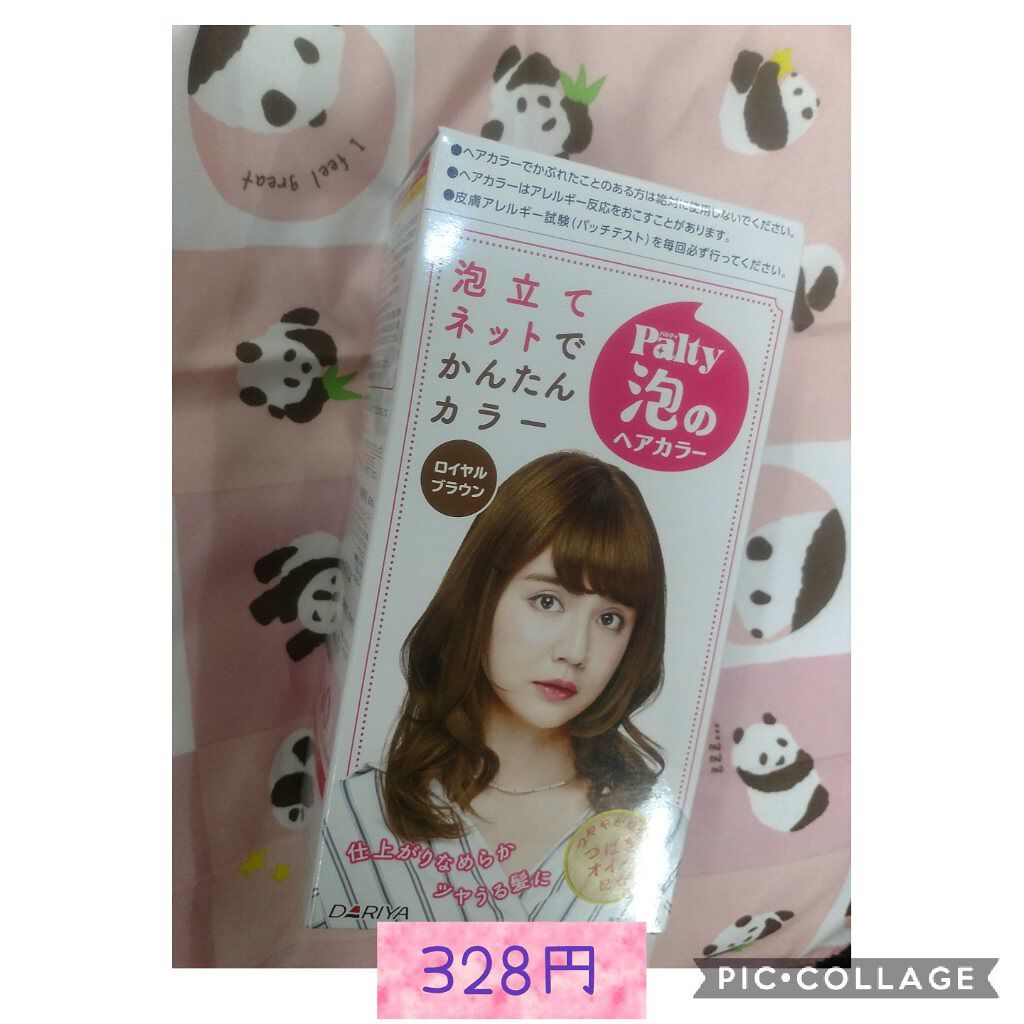 I feel great
●ヘアカラーでかぶれたことのある方は絶対に使用しないでください。
●ヘアカラーはアレルギー反応をおこすことがあります。
●皮膚アレルギー試験(パッチテスト)を毎回必ず行ってください。
泡立て
ネットで
かんたん
カラー
パルティ
Palty
泡の
ヘアカラー
ロイヤル
ブラウン
仕上がりなめらか
ツヤうる髪に
つばき
オイル
配合
DARIYA
328円
PIC•COLLAGE